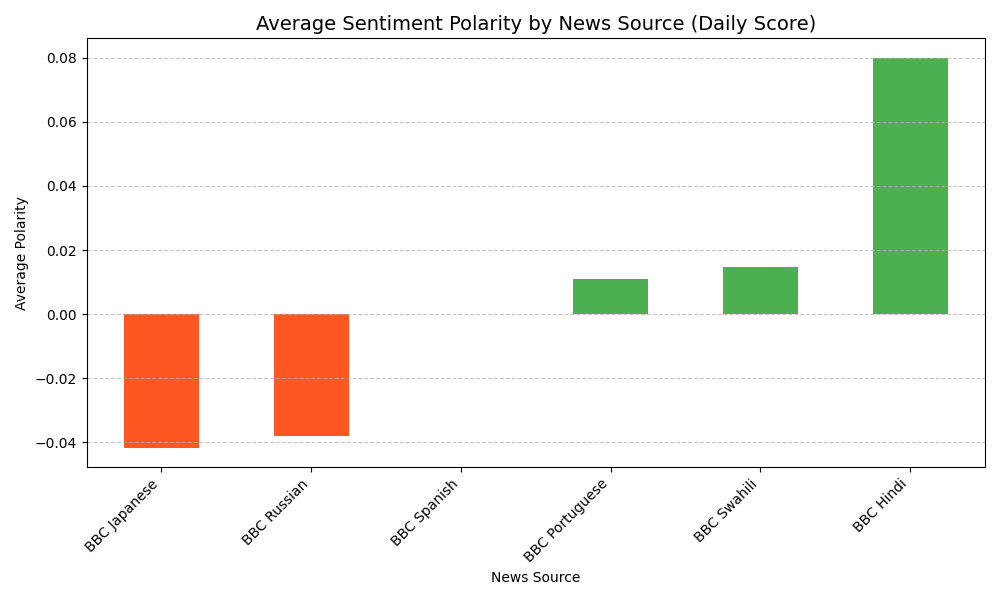 Average Sentiment Polarity by News Source (Daily Score)
Average Polarity
0.08
0.06
0.04
0.02
0.00
−0.02
−0.04
BBC Japanese
BBC Russian
BBC Spanish
BBC Portuguese
BBC Swahili
BBC Hindi
News Source